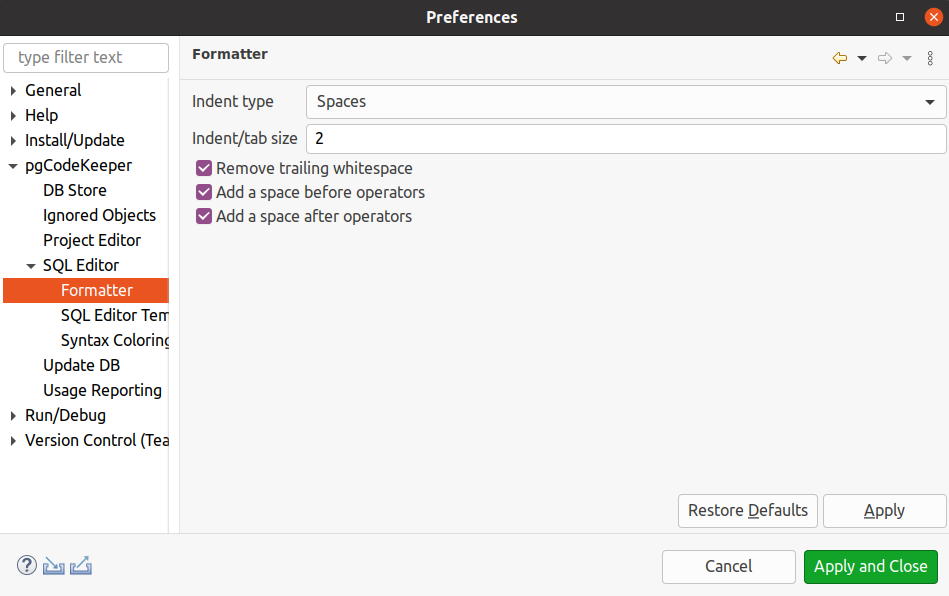 Preferences
type filter text
General
Help
Install/Update
pgCodeKeeper
DB Store
Ignored Objects
Project Editor
SQL Editor
Formatter
SQL Editor Tem
Syntax Coloring
Update DB
Usage Reporting
Run/Debug
Version Control (Tea
Formatter
Indent type Spaces
Indent/tab size 2
Remove trailing whitespace
Add a space before operators
Add a space after operators
Restore Defaults Apply
? Cancel Apply and Close